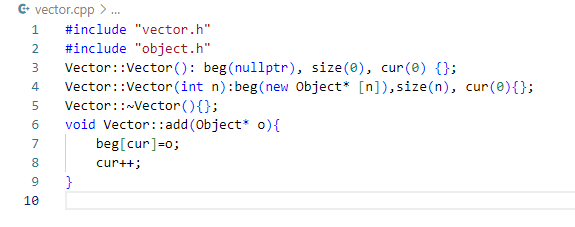 vector.cpp > ...
1 #include "vector.h"
2 #include "object.h"
3 Vector::Vector(): beg(nullptr), size(0), cur(0) {};
4 Vector::Vector(int n):beg(new Object* [n]),size(n), cur(0){};
5 Vector::~Vector(){};
6 void Vector::add(Object* o){
7     beg[cur]=o;
8     cur++;
9 }
10